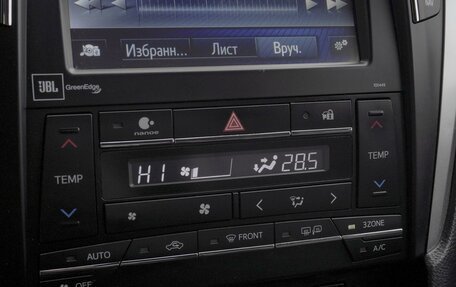 Избранн... Лист Вруч.
JBL GreenEdge
nanoe
TEMP
HI 28.5
TEMP
FRONT
3ZONE
AUTO
A/C
OFF